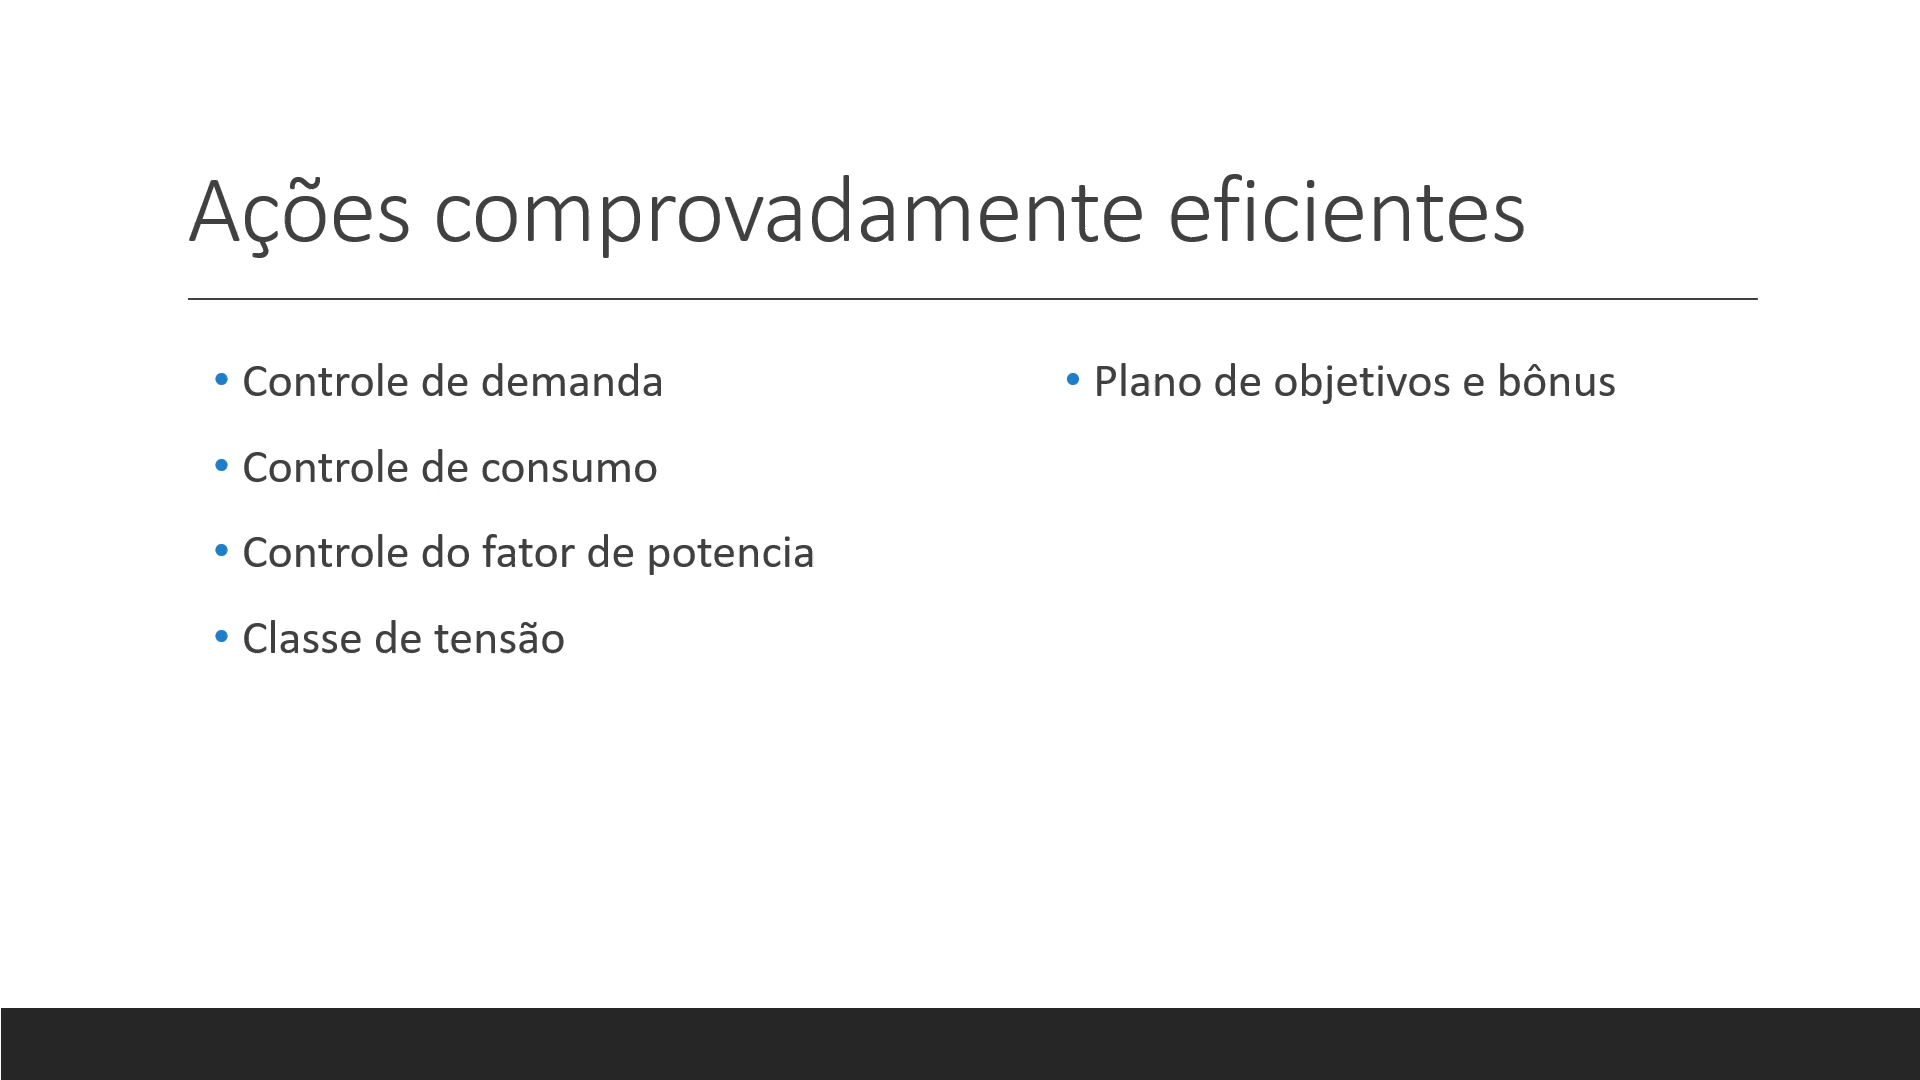 Ações comprovadamente eficientes
• Controle de demanda
• Controle de consumo
• Controle do fator de potencia
• Classe de tensão
• Plano de objetivos e bônus